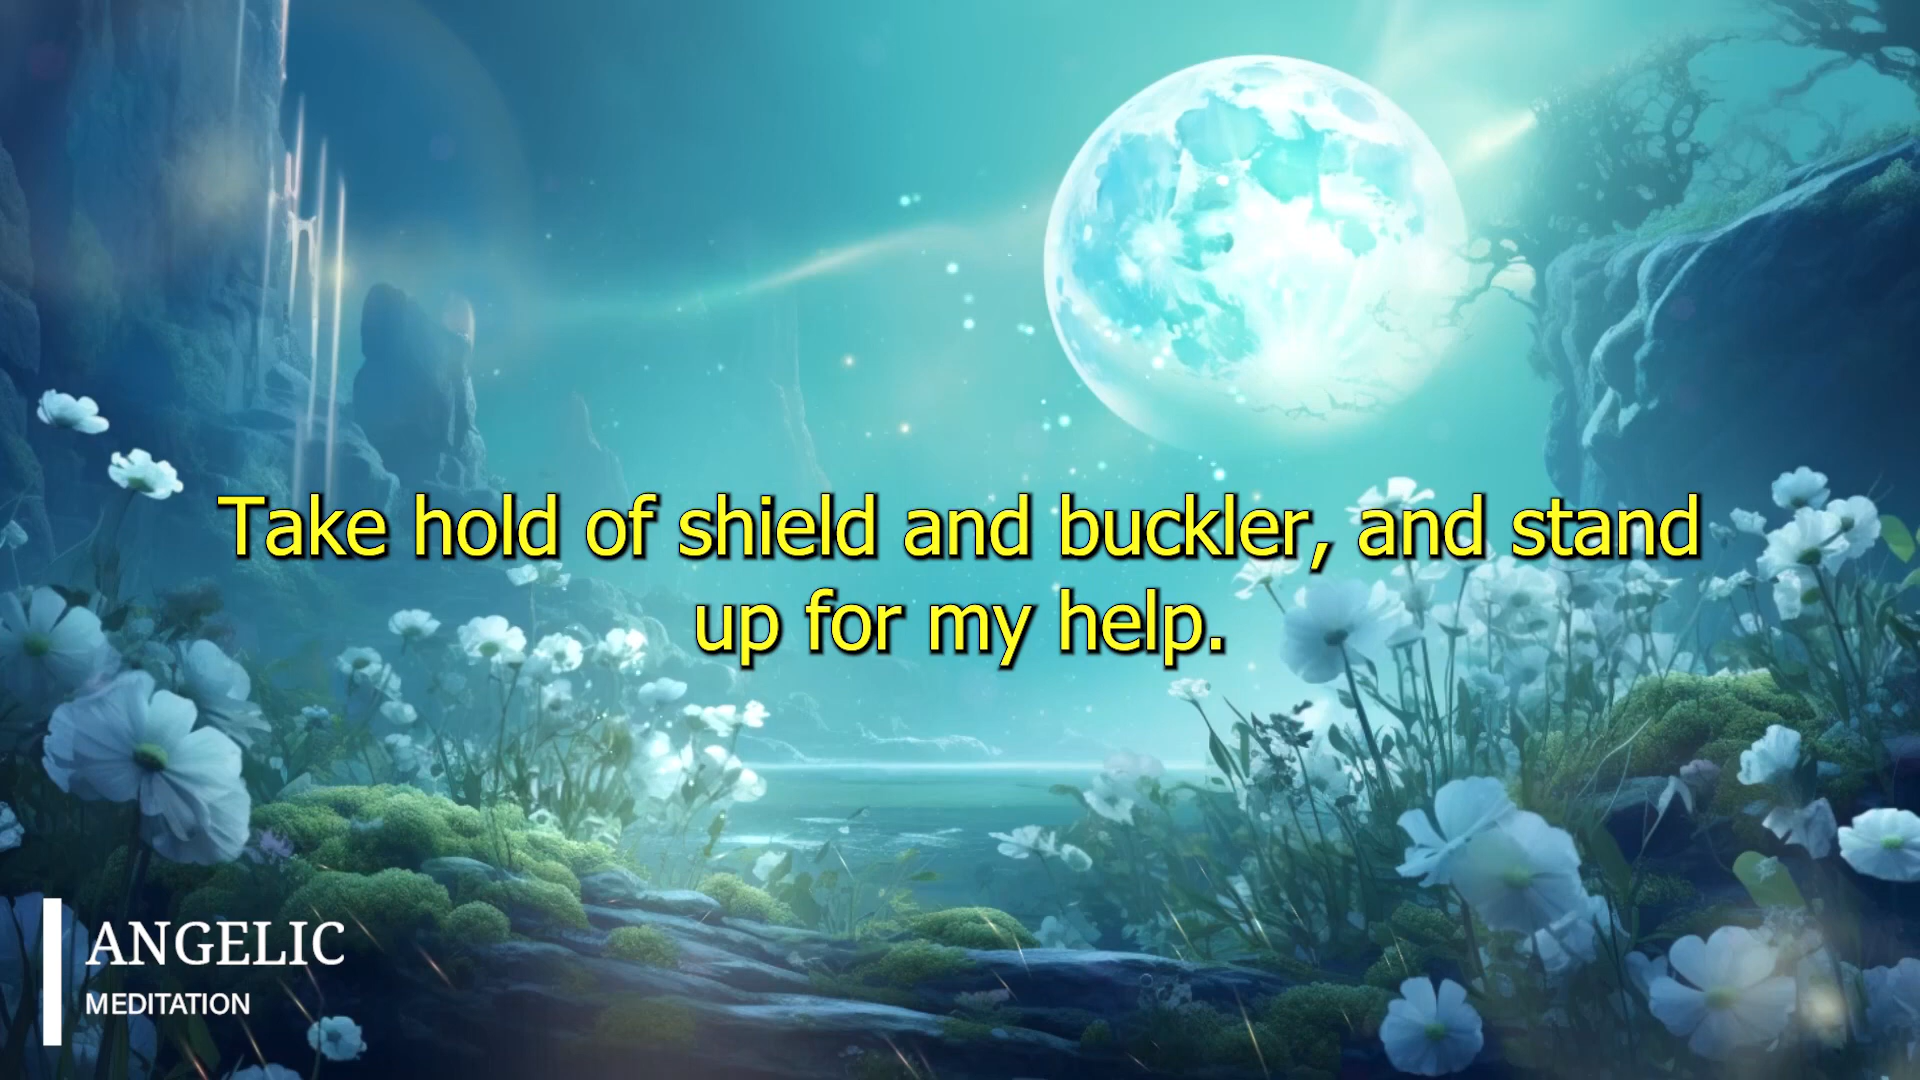 Take hold of shield and buckler, and stand
up for my help.
ANGELIC
MEDITATION